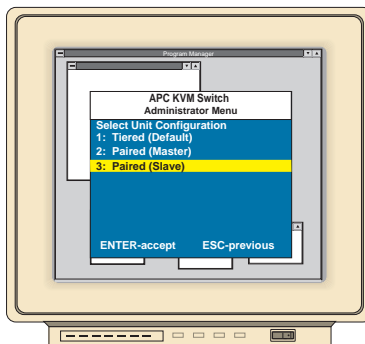 Program Manager
APC KVM Switch
Administrator Menu
Select Unit Configuration
1: Tiered (Default)
2: Paired (Master)
3: Paired (Slave)
ENTER-accept ESC-previous